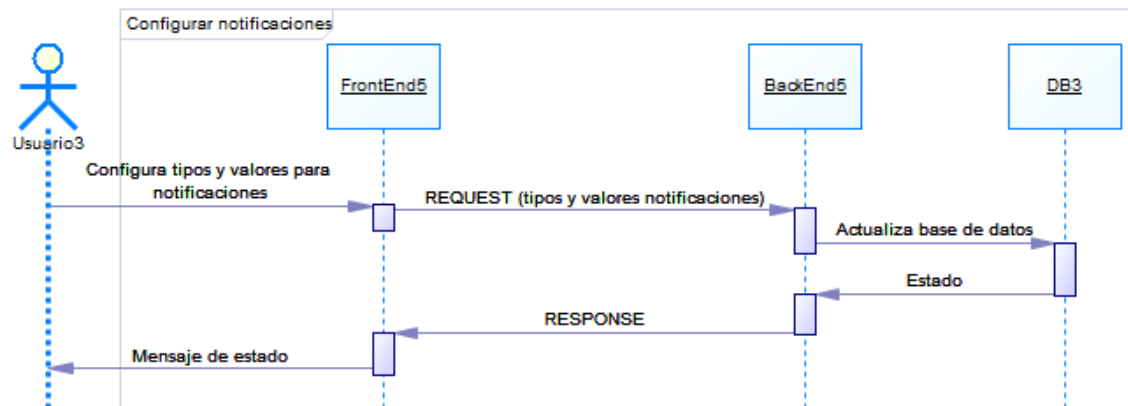 Configurar notificaciones
FrontEnd5
BackEnd5
DB3
Usuario3
Configura tipos y valores para
notificaciones
REQUEST (tipos y valores notificaciones)
Actualiza base de datos
Estado
RESPONSE
Mensaje de estado